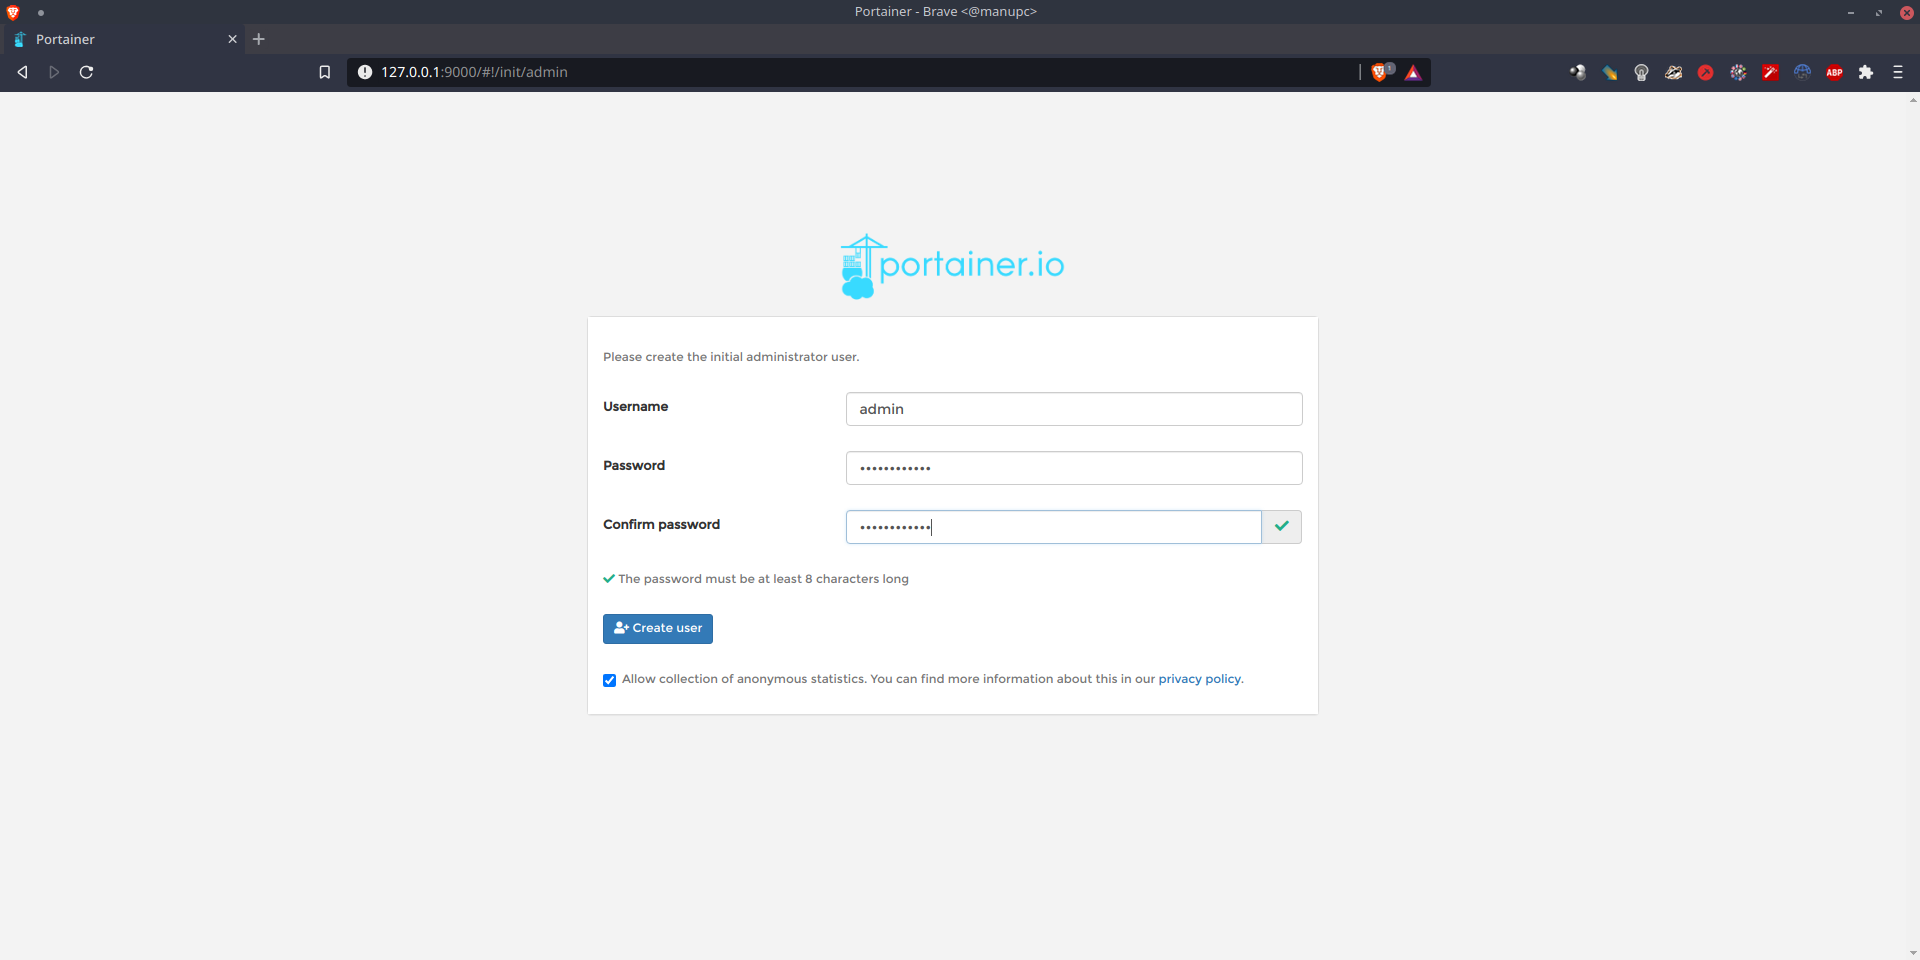 Portainer - Brave <@manupc>
Portainer
127.0.0.1:9000/#!/init/admin
1
ABP
portainer.io
Please create the initial administrator user.
Username
admin
Password
••••••••••••
Confirm password
••••••••••••
The password must be at least 8 characters long
Create user
Allow collection of anonymous statistics. You can find more information about this in our privacy policy.